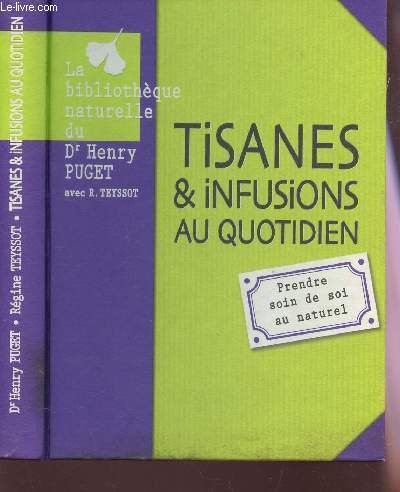 Le-livre.com
Dr Henry PUGET • Régine TEYSSOT • TiSANES & iNFUSiONS AU QUOTiDiEN
La
bibliothèque
naturelle
du
Dr Henry
PUGET
avec R. TEYSSOT
TiSANES
& iNFUSiONS
AU QUOTIDIEN
Prendre
soin de soi
au naturel